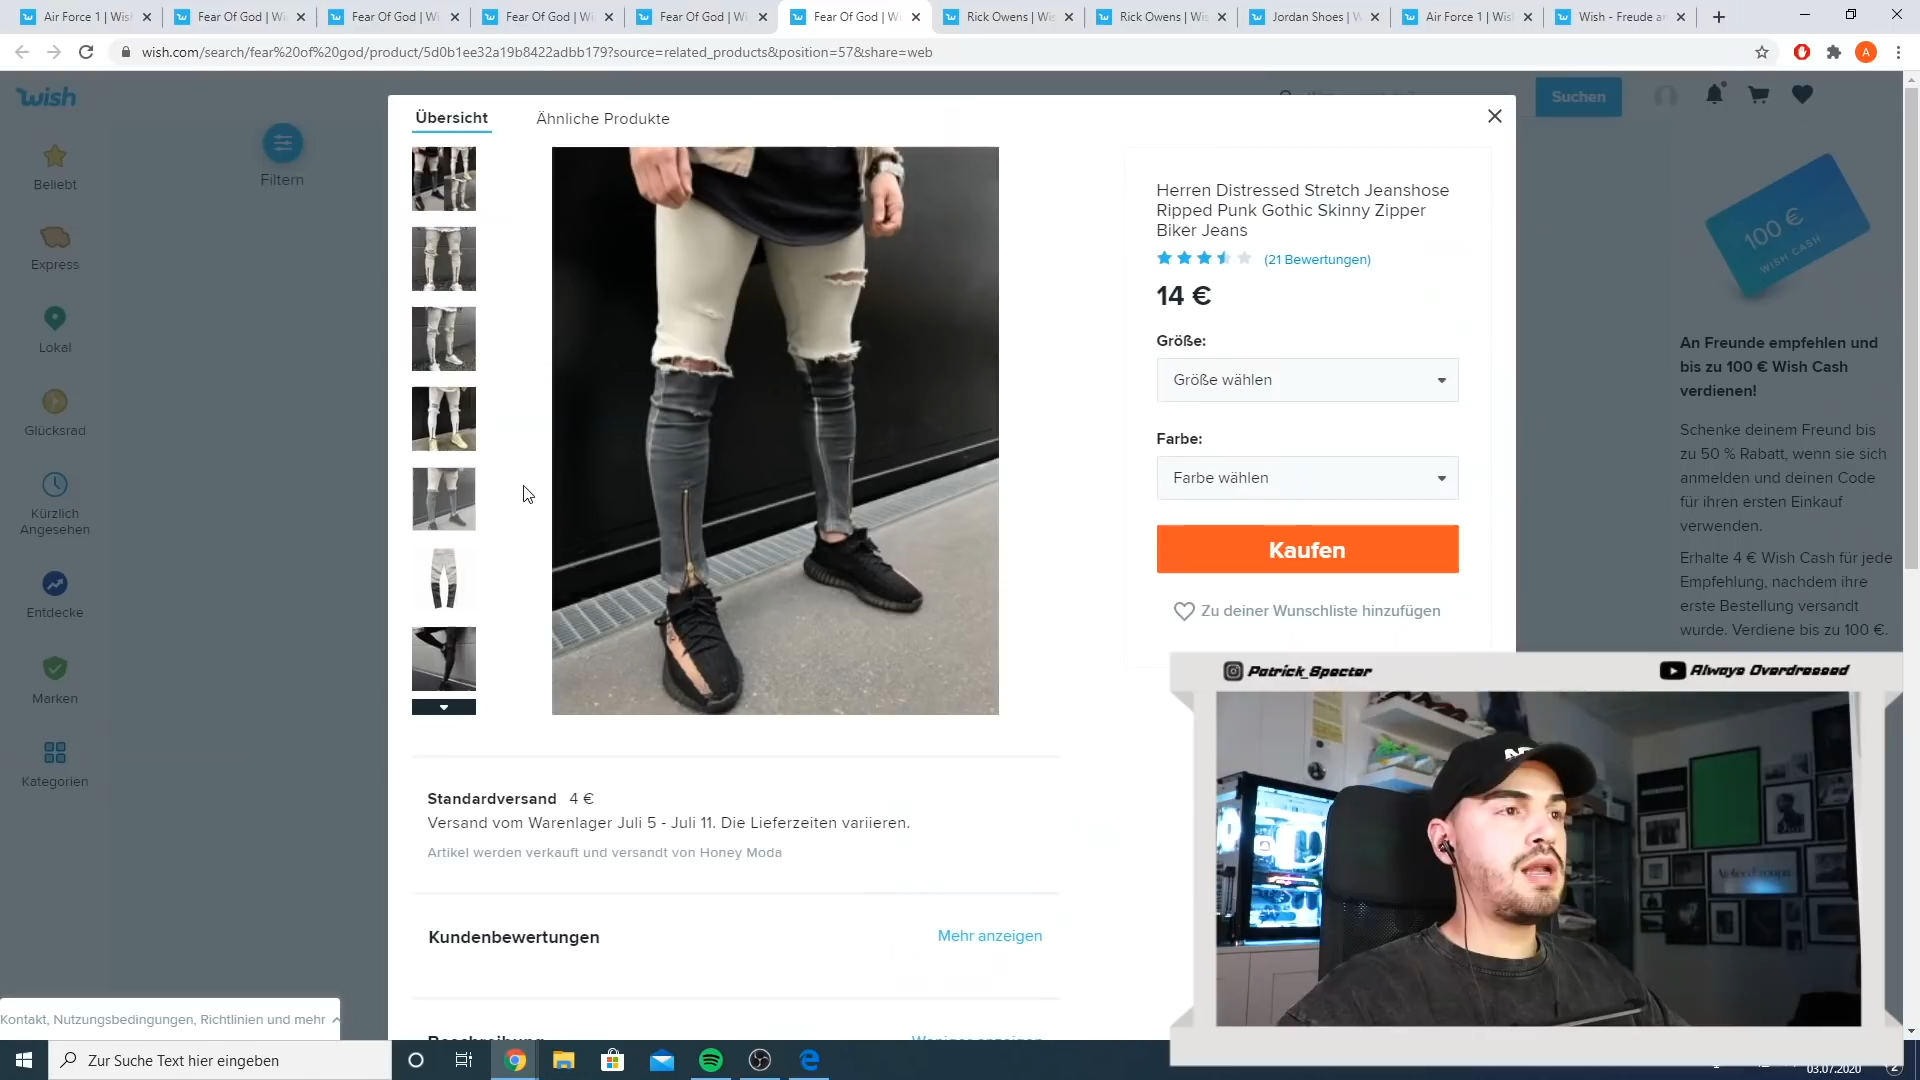 Air Force 1 | Wish
Fear Of God | Wi
Fear Of God | Wi
Fear Of God | Wi
Fear Of God | Wi
Fear Of God | Wi
Rick Owens | Wis
Rick Owens | Wis
Jordan Shoes | W
Air Force 1 | Wish
Wish - Freude an
wish.com/search/fear%20of%20god/product/5d0b1ee32a19b8422adbb179?source=related_products&position=57&share=web
A
wish
Suchen
Beliebt
Express
Lokal
Glücksrad
Kürzlich
Angesehen
Entdecke
Marken
Kategorien
Filtern
Übersicht
Ähnliche Produkte
Herren Distressed Stretch Jeanshose
Ripped Punk Gothic Skinny Zipper
Biker Jeans
(21 Bewertungen)
14 €
Größe:
Größe wählen
Farbe:
Farbe wählen
Kaufen
Zu deiner Wunschliste hinzufügen
100 €
WISH CASH
An Freunde empfehlen und
bis zu 100 € Wish Cash
verdienen!
Schenke deinem Freund bis
zu 50 % Rabatt, wenn sie sich
anmelden und deinen Code
für ihren ersten Einkauf
verwenden.
Erhalte 4 € Wish Cash für jede
Empfehlung, nachdem ihre
erste Bestellung versandt
wurde. Verdiene bis zu 100 €.
Standardversand 4 €
Versand vom Warenlager Juli 5 - Juli 11. Die Lieferzeiten variieren.
Artikel werden verkauft und versandt von Honey Moda
Kundenbewertungen
Mehr anzeigen
Beschreibung
Weniger anzeigen
Patrick_Specter
Always Overdressed
Kontakt, Nutzungsbedingungen, Richtlinien und mehr
Zur Suche Text hier eingeben
03.07.2020
2